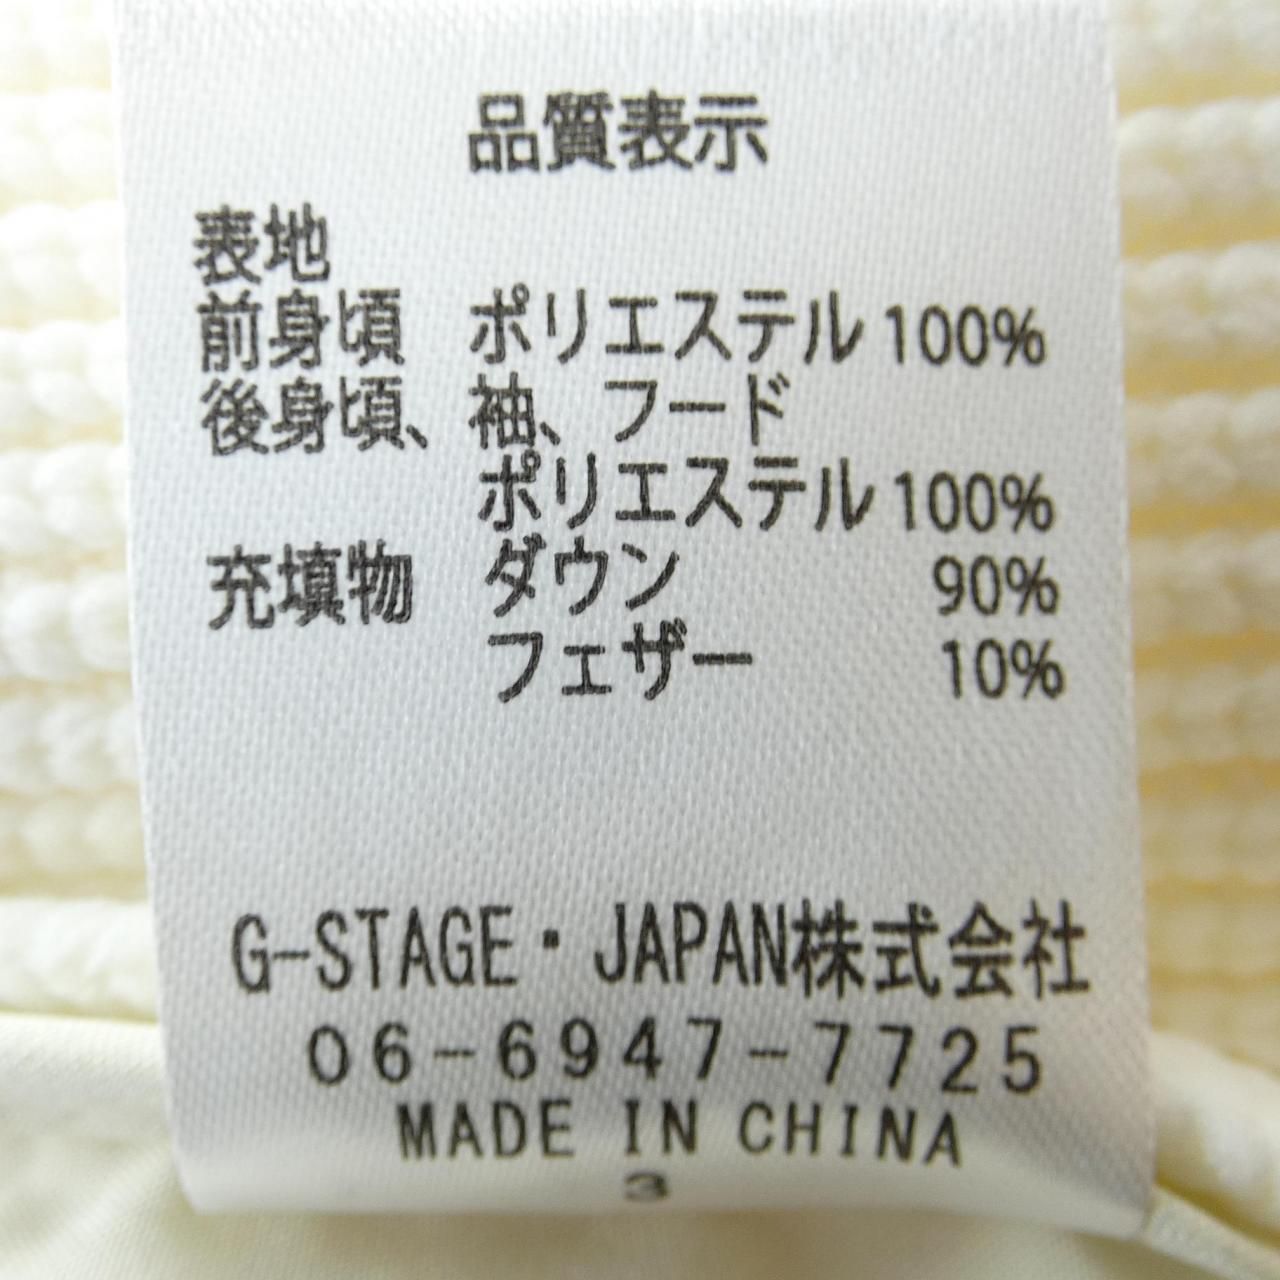 品質表示
表地
前身頃 ポリエステル 100%
後身頃、袖、フード
ポリエステル 100%
充填物 ダウン 90%
フェザー 10%
G-STAGE・JAPAN株式会社
06-6947-7725
MADE IN CHINA
3